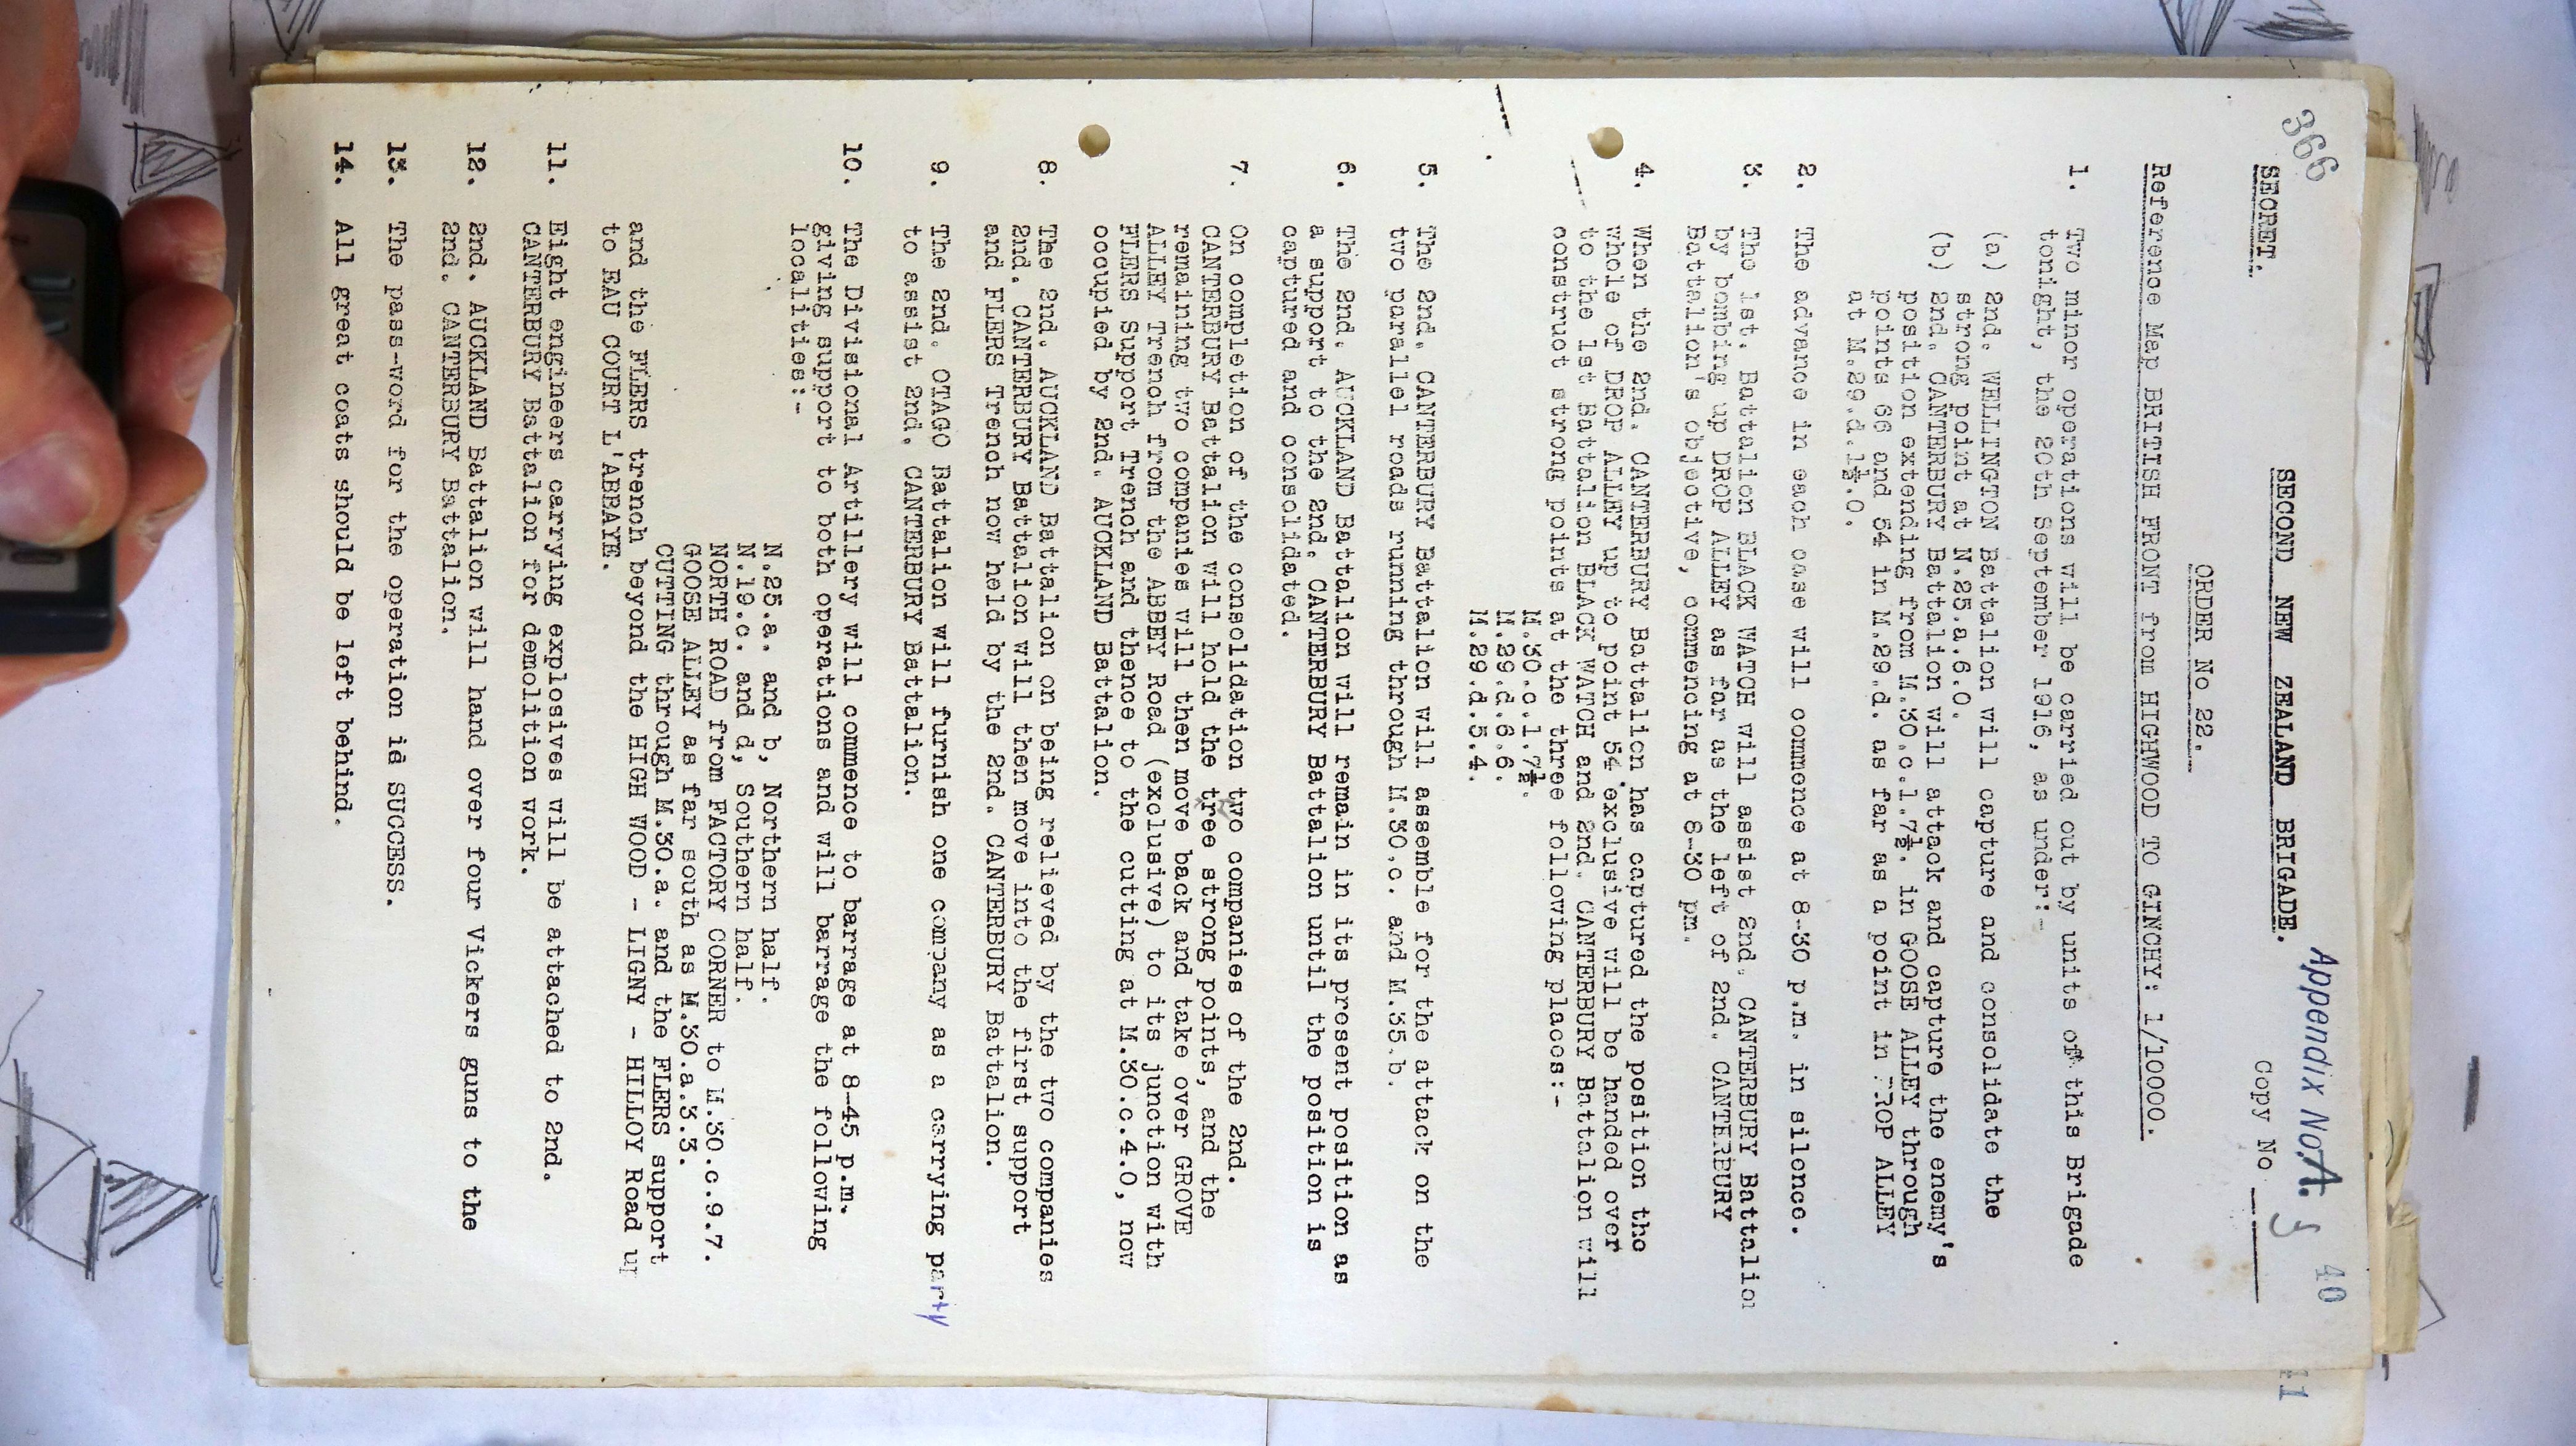 366
Appendix No. A. 40
SECRET.
SECOND NEW ZEALAND BRIGADE.
Copy No
ORDER No 22.
Reference Map BRITISH FRONT from HIGHWOOD TO GINCHY: 1/10000.
1. Two minor operations will be carried out by units of this Brigade
tonight, the 20th September 1916, as under:-
(a) 2nd. WELLINGTON Battalion will capture and consolidate the
strong point at N.25.a.6.0.
(b) 2nd. CANTERBURY Battalion will attack and capture the enemy's
position extending from M.30.c.1.7½. in GOOSE ALLEY through
points 66 and 54 in M.29.d. as far as a point in DROP ALLEY
at M.29.d.1½.0.
2. The advance in each case will commence at 8-30 p.m. in silence.
3. The 1st. Battalion BLACK WATCH will assist 2nd. CANTERBURY Battalion
by bombing up DROP ALLEY as far as the left of 2nd. CANTERBURY
Battalion's objective, commencing at 8-30 pm.
4. When the 2nd. CANTERBURY Battalion has captured the position the
whole of DROP ALLEY up to point 54 exclusive will be handed over
to the 1st Battalion BLACK WATCH and 2nd. CANTERBURY Battalion will
construct strong points at the three following places:-
M.30.c.1.7½.
M.29.d.6.6.
M.29.d.5.4.
5. The 2nd. CANTERBURY Battalion will assemble for the attack on the
two parallel roads running through M.30.c. and M.35.b.
6. The 2nd. AUCKLAND Battalion will remain in its present position as
a support to the 2nd. CANTERBURY Battalion until the position is
captured and consolidated.
7. On completion of the consolidation two companies of the 2nd.
CANTERBURY Battalion will hold the tree strong points, and the
remaining two companies will then move back and take over GROVE
ALLEY Trench from the ABBEY Road (exclusive) to its junction with
FLERS Support Trench and thence to the cutting at M.30.c.4.0, now
occupied by 2nd. AUCKLAND Battalion.
8. The 2nd. AUCKLAND Battalion on being relieved by the two companies
2nd. CANTERBURY Battalion will then move into the first support
and FLERS Trench now held by the 2nd. CANTERBURY Battalion.
9. The 2nd. OTAGO Battalion will furnish one company as a carrying party
to assist 2nd. CANTERBURY Battalion.
10. The Divisional Artillery will commence to barrage at 8-45 p.m.
giving support to both operations and will barrage the following
localities:-
N.25.a. and b, Northern half.
N.19.c. and d, Southern half.
NORTH ROAD from FACTORY CORNER to M.30.c.9.7.
GOOSE ALLEY as far south as M.30.a.3.3.
CUTTING through M.30.a. and the FLERS support
and the FLERS trench beyond the HIGH WOOD - LIGNY - HILLOY Road up
to EAU COURT L'ABBAYE.
11. Eight engineers carrying explosives will be attached to 2nd.
CANTERBURY Battalion for demolition work.
12. 2nd. AUCKLAND Battalion will hand over four Vickers guns to the
2nd. CANTERBURY Battalion.
13. The pass-word for the operation is SUCCESS.
14. All great coats should be left behind.